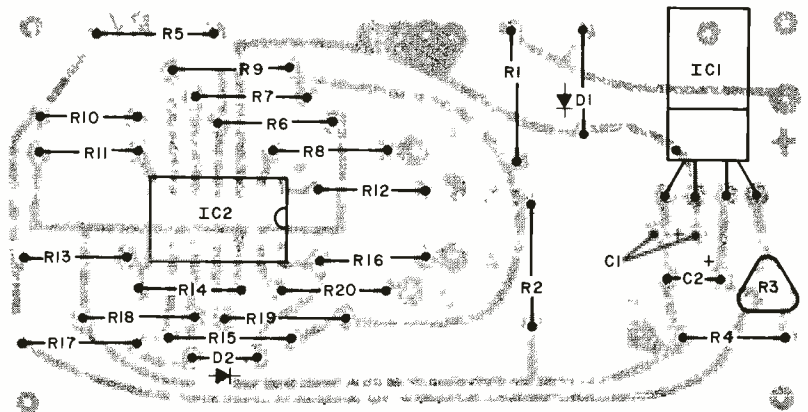 R5
R9
R7
R6
R8
R10
R11
R12
R1
D1
IC1
IC2
R13
R16
R14
R20
R2
C1
+
C2
+
R3
R18
R19
R15
R17
D2
R4
+